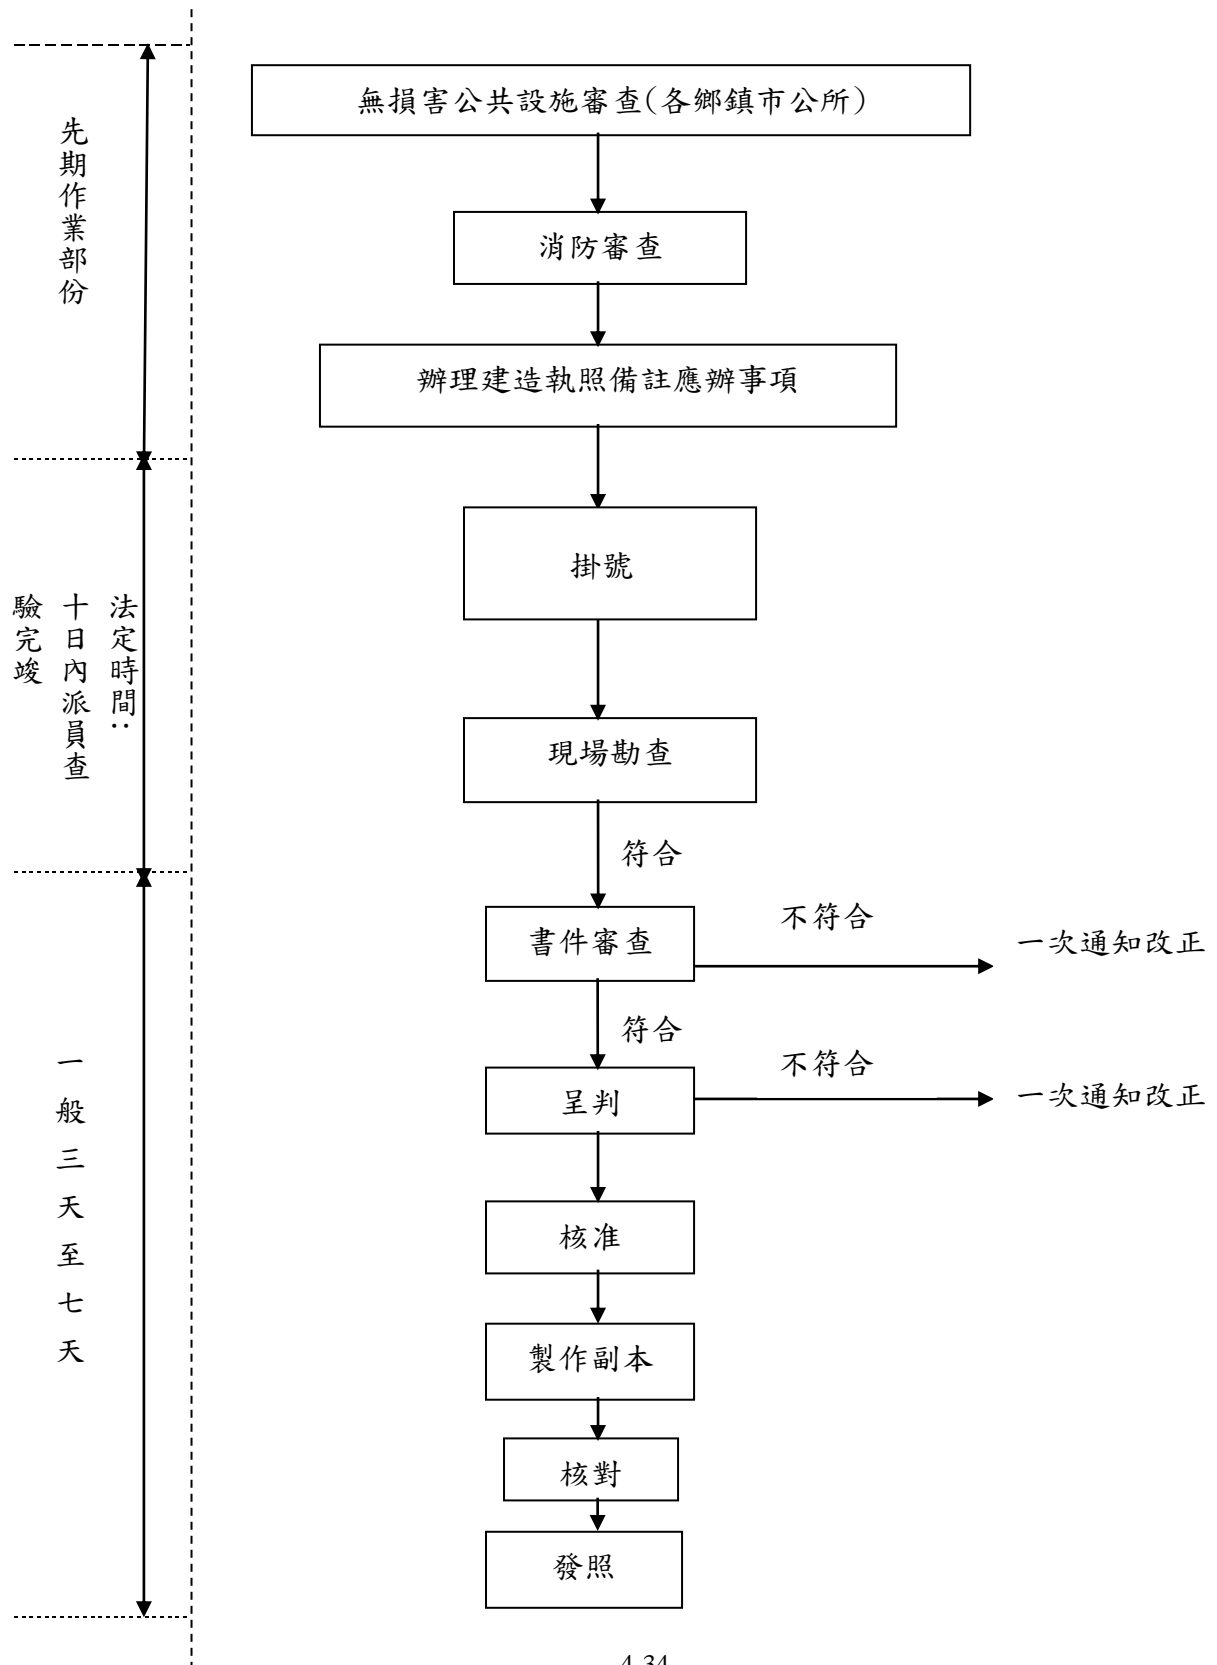 無損害公共設施審查(各鄉鎮市公所)
先期作業部份
消防審查
辦理建造執照備註應辦事項
掛號
法定時間:
十日內派員查
驗完竣
現場勘查
符合
書件審查
不符合
一次通知改正
符合
呈判
不符合
一次通知改正
一般三天至七天
核准
製作副本
核對
發照
4-34